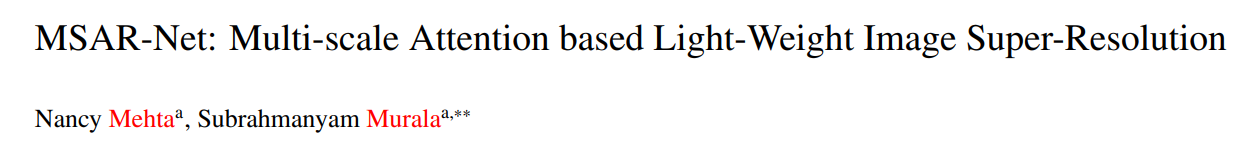 MSAR-Net: Multi-scale Attention based Light-Weight Image Super-Resolution
Nancy Mehtaᵃ, Subrahmanyam Muralaᵃ,**